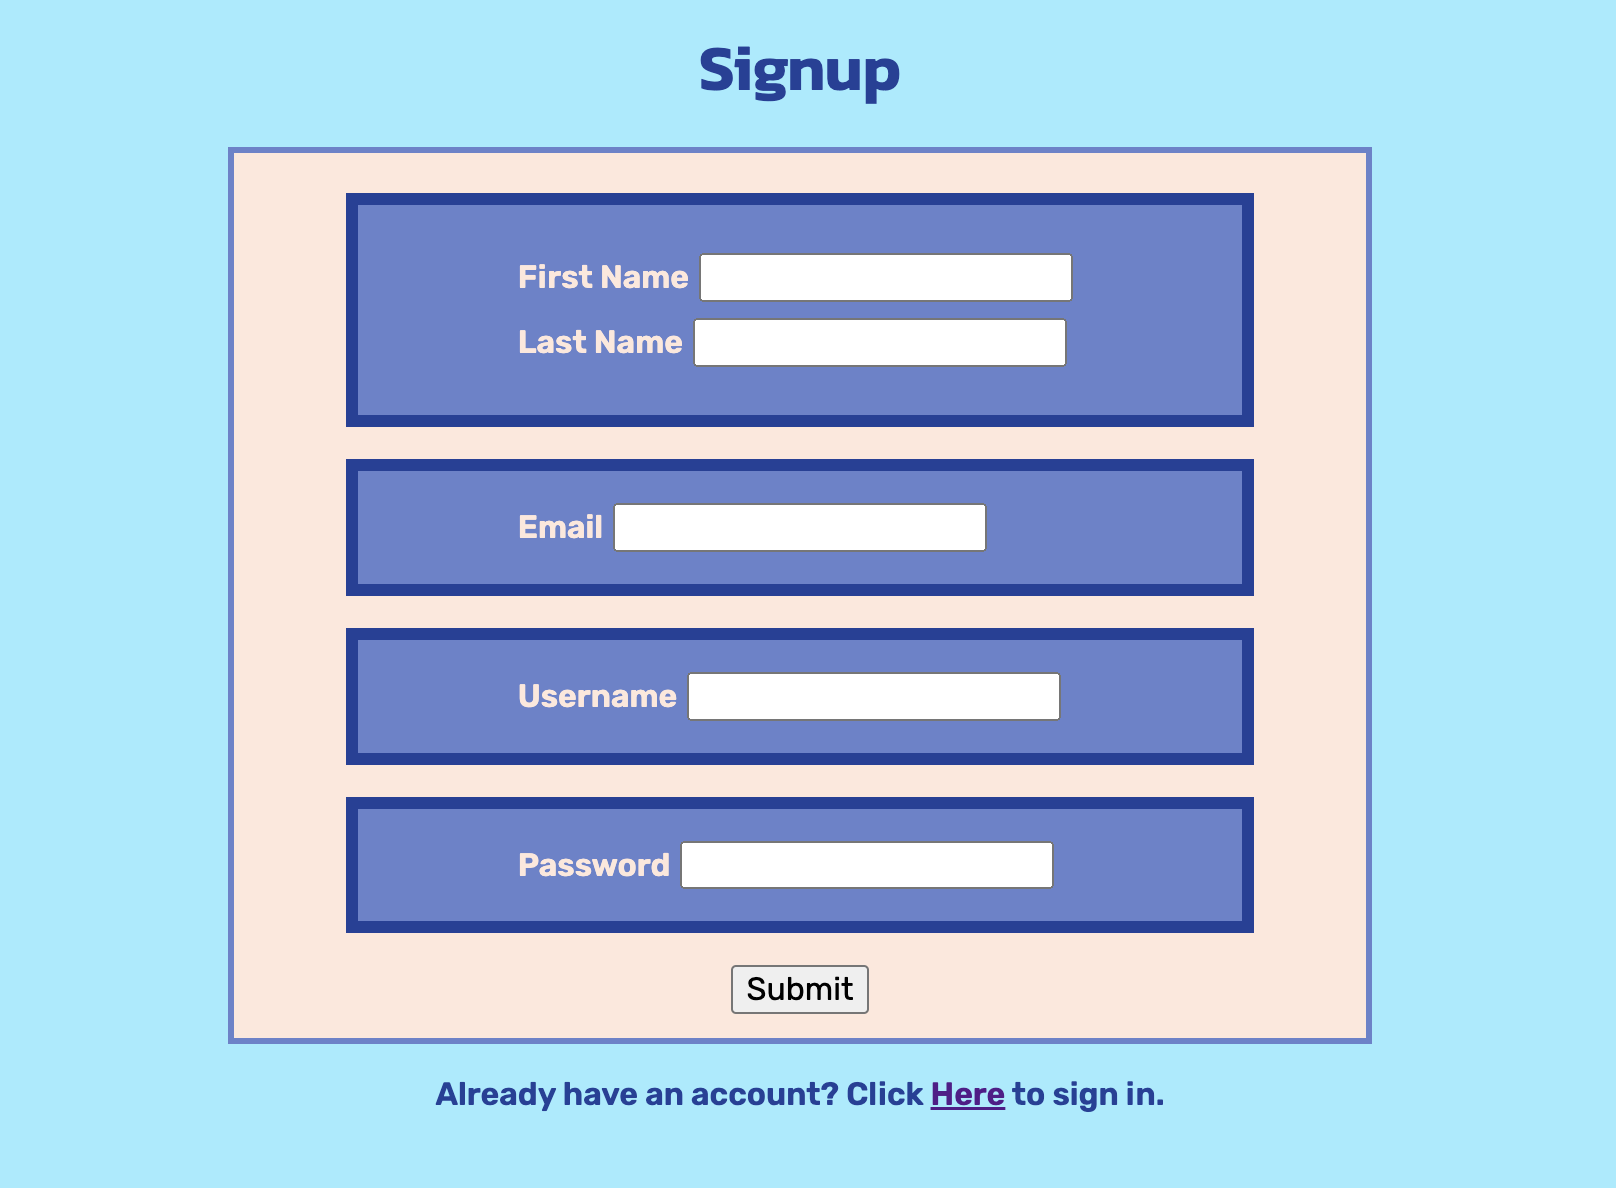 Signup
First Name
Last Name
Email
Username
Password
Submit
Already have an account? Click Here to sign in.